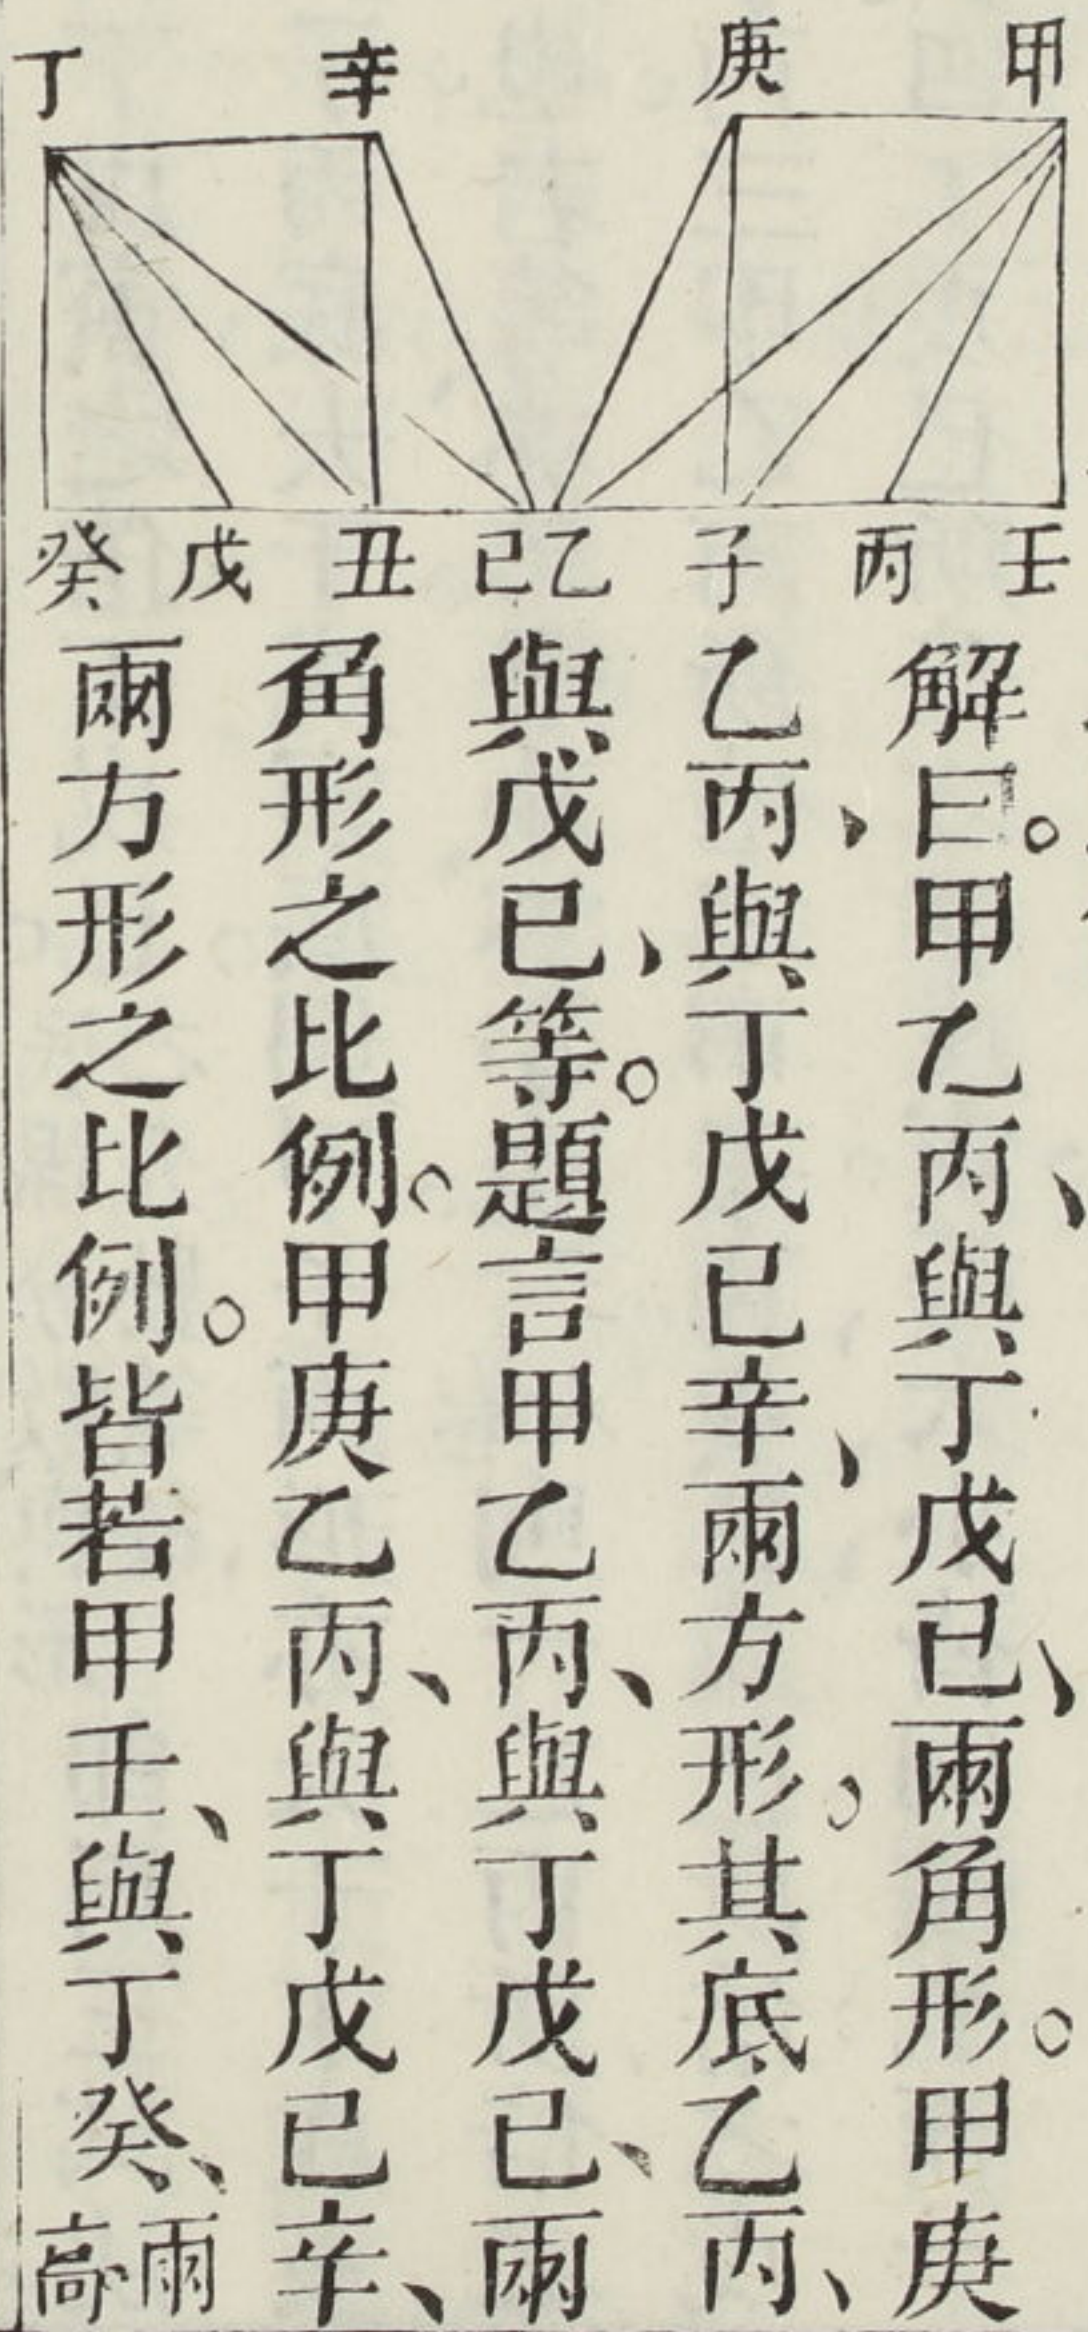 甲 庚 辛 丁
壬 丙 子 乙 己 丑 戊 癸
解曰。甲乙丙、與丁戊己、兩角形。甲庚
乙丙、與丁戊己辛、兩方形。其底乙丙、
與戊己、等。題言甲乙丙、與丁戊己、兩
角形之比例。甲庚乙丙、與丁戊己辛、
兩方形之比例。皆若甲壬、與丁癸、兩高